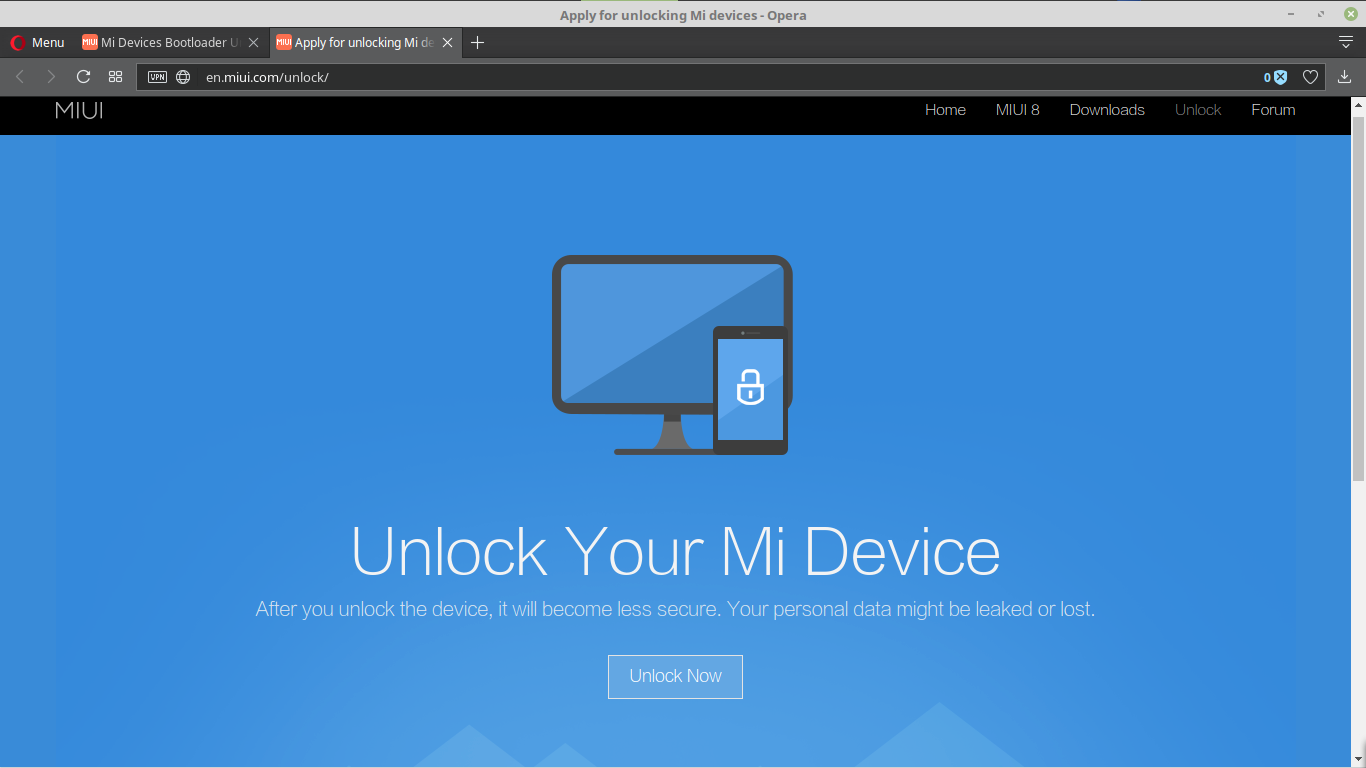 Apply for unlocking Mi devices - Opera
Menu
MIUI Mi Devices Bootloader U
MIUI Apply for unlocking Mi de
VPN en.miui.com/unlock/ 0
MIUI Home MIUI 8 Downloads Unlock Forum
Unlock Your Mi Device
After you unlock the device, it will become less secure. Your personal data might be leaked or lost.
Unlock Now